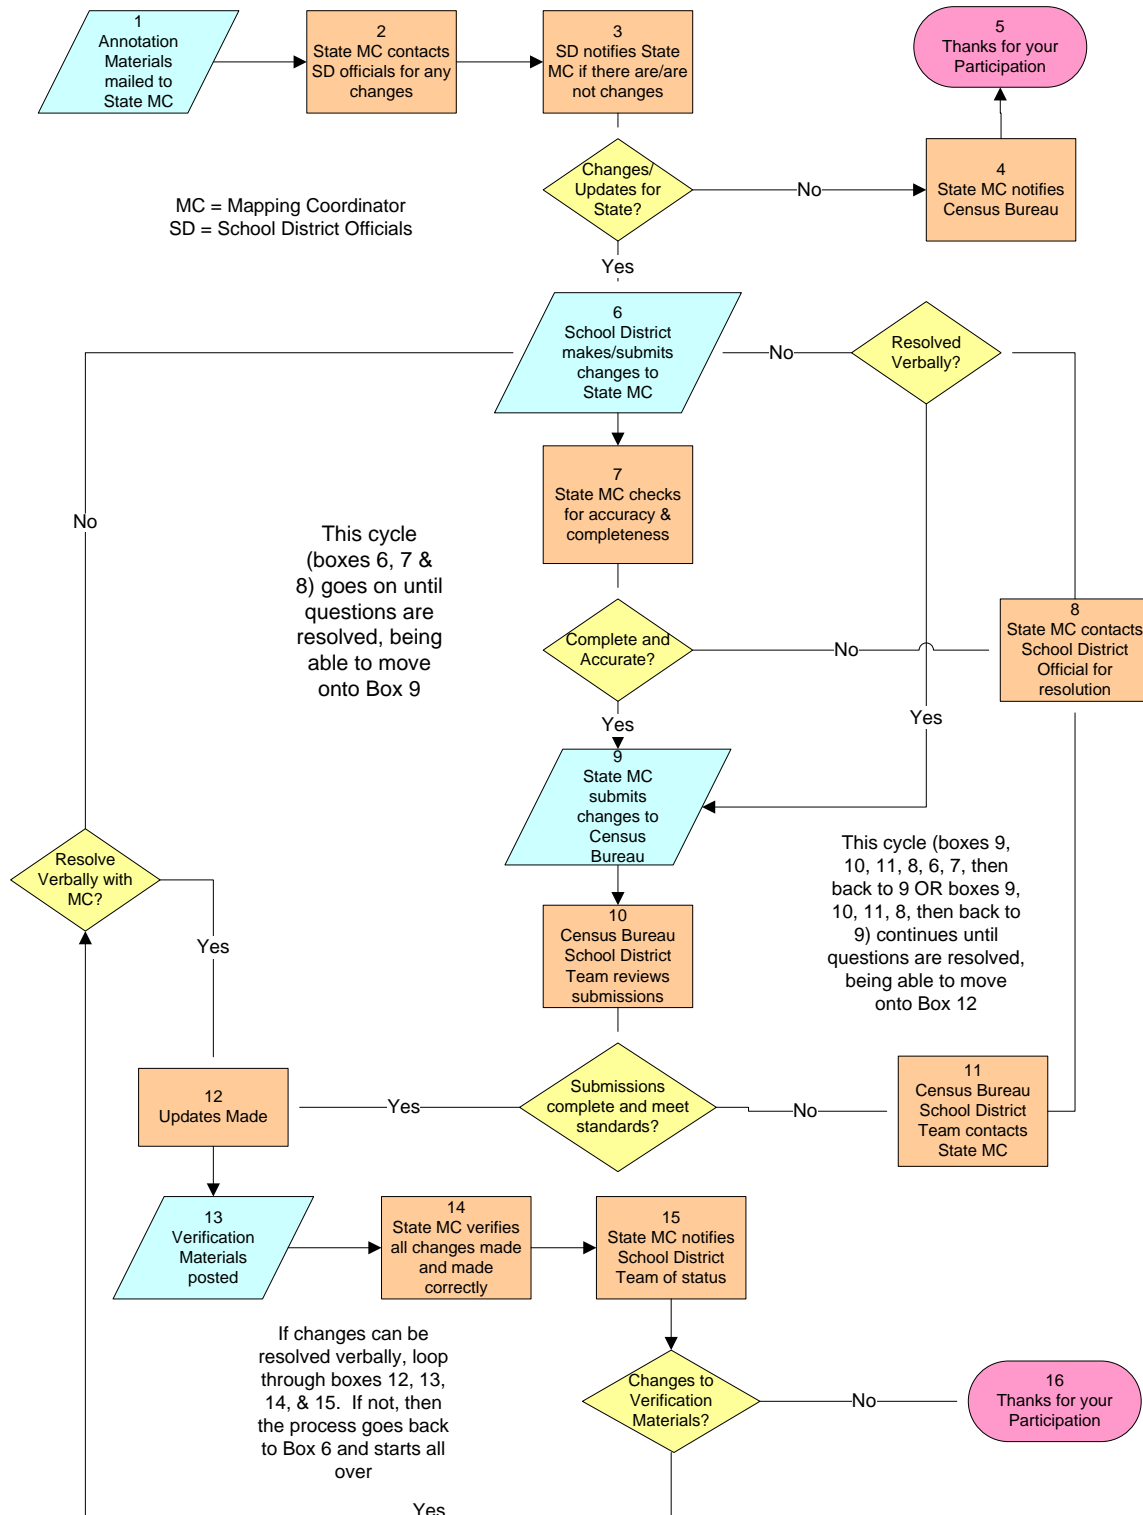 1
Annotation
Materials
mailed to
State MC
2
State MC contacts
SD officials for any
changes
3
SD notifies State
MC if there are/are
not changes
5
Thanks for your
Participation
Changes/
Updates for
State?
No
4
State MC notifies
Census Bureau
MC = Mapping Coordinator
SD = School District Officials
Yes
6
School District
makes/submits
changes to
State MC
No
Resolved
Verbally?
7
State MC checks
for accuracy &
completeness
No
This cycle
(boxes 6, 7 &
8) goes on until
questions are
resolved, being
able to move
onto Box 9
Complete and
Accurate?
No
8
State MC contacts
School District
Official for
resolution
Yes
Yes
9
State MC
submits
changes to
Census
Bureau
Resolve
Verbally with
MC?
This cycle (boxes 9,
10, 11, 8, 6, 7, then
back to 9 OR boxes 9,
10, 11, 8, then back to
9) continues until
questions are resolved,
being able to move
onto Box 12
Yes
10
Census Bureau
School District
Team reviews
submissions
12
Updates Made
Yes
Submissions
complete and meet
standards?
No
11
Census Bureau
School District
Team contacts
State MC
13
Verification
Materials
posted
14
State MC verifies
all changes made
and made
correctly
15
State MC notifies
School District
Team of status
If changes can be
resolved verbally, loop
through boxes 12, 13,
14, & 15.  If not, then
the process goes back
to Box 6 and starts all
over
Changes to
Verification
Materials?
No
16
Thanks for your
Participation
Yes